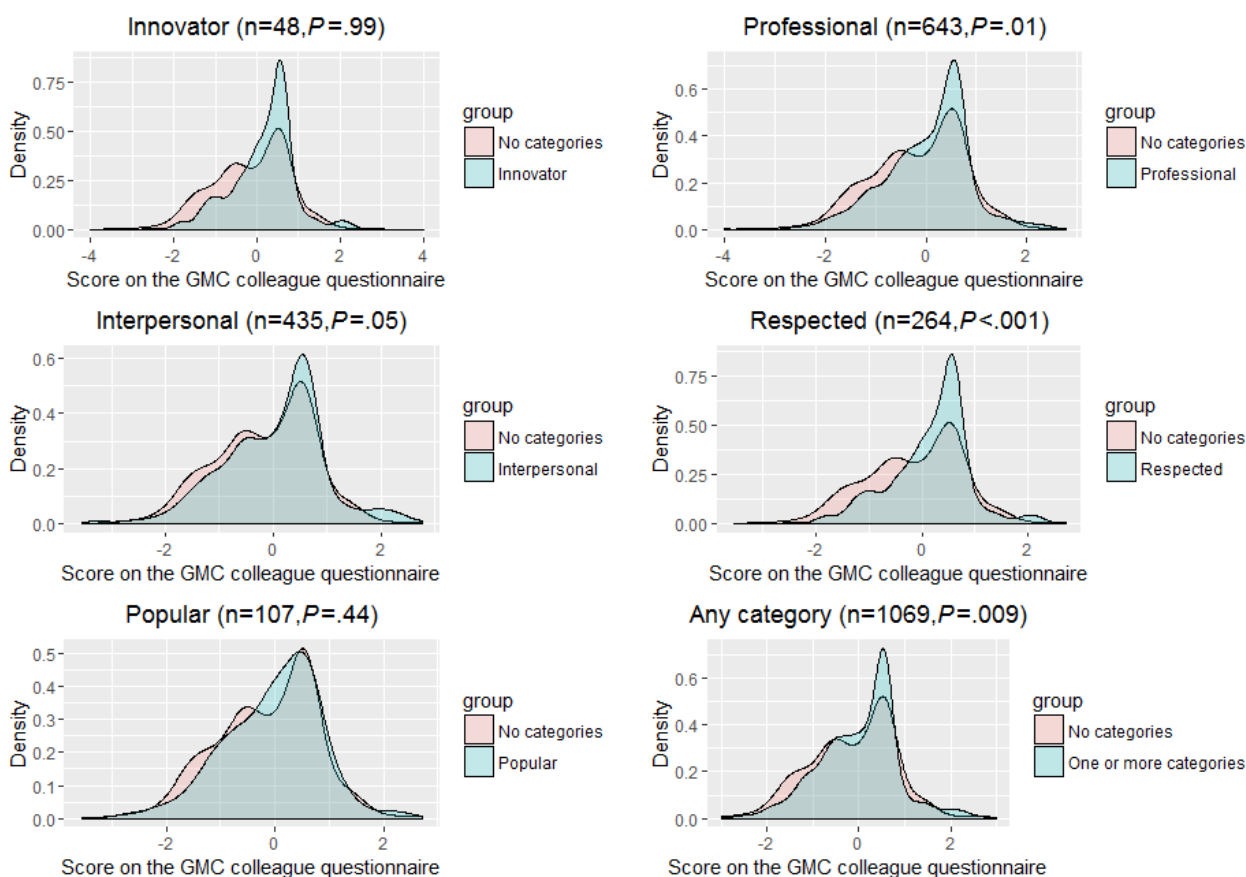 Innovator (n=48,P=.99)
Density
0.75
0.50
0.25
0.00
-4
-2
0
2
4
Score on the GMC colleague questionnaire
group
No categories
Innovator
Professional (n=643,P=.01)
Density
0.6
0.4
0.2
0.0
-4
-2
0
2
Score on the GMC colleague questionnaire
group
No categories
Professional
Interpersonal (n=435,P=.05)
Density
0.6
0.4
0.2
0.0
-2
0
2
Score on the GMC colleague questionnaire
group
No categories
Interpersonal
Respected (n=264,P<.001)
Density
0.75
0.50
0.25
0.00
-2
0
2
Score on the GMC colleague questionnaire
group
No categories
Respected
Popular (n=107,P=.44)
Density
0.5
0.4
0.3
0.2
0.1
0.0
-2
0
2
Score on the GMC colleague questionnaire
group
No categories
Popular
Any category (n=1069,P=.009)
Density
0.6
0.4
0.2
0.0
-2
0
2
Score on the GMC colleague questionnaire
group
No categories
One or more categories